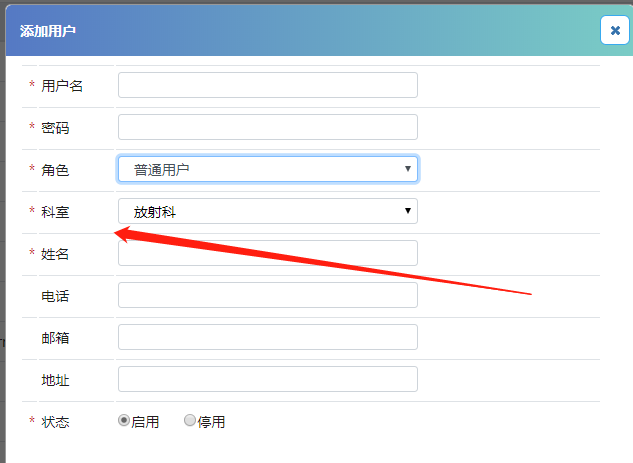 添加用户
* 用户名
* 密码
* 角色 普通用户
* 科室 放射科
* 姓名
电话
邮箱
地址
* 状态 启用 停用